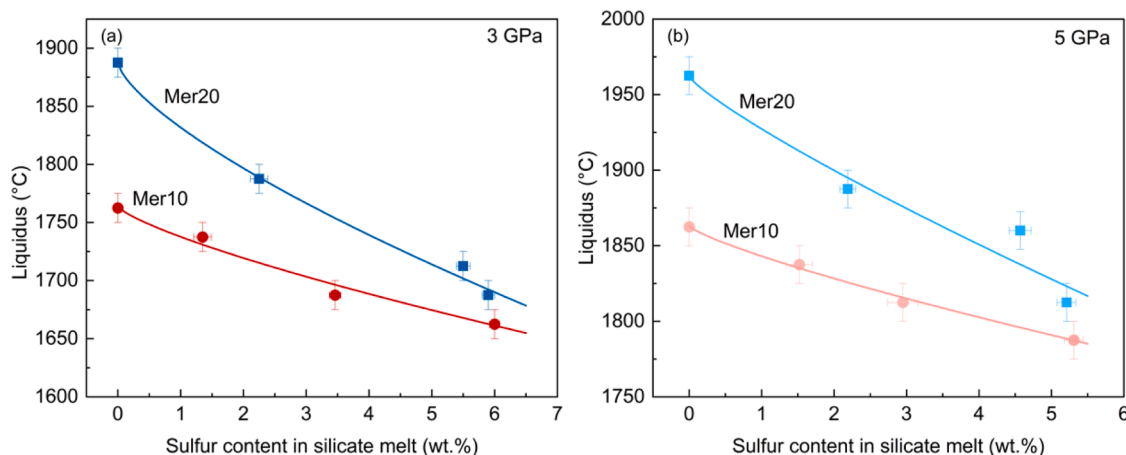 (a)
3 GPa
Mer20
Mer10
Liquidus (°C)
1900
1850
1800
1750
1700
1650
1600
0 1 2 3 4 5 6 7
Sulfur content in silicate melt (wt.%)
(b)
5 GPa
Mer20
Mer10
Liquidus (°C)
2000
1950
1900
1850
1800
1750
0 1 2 3 4 5 6
Sulfur content in silicate melt (wt.%)